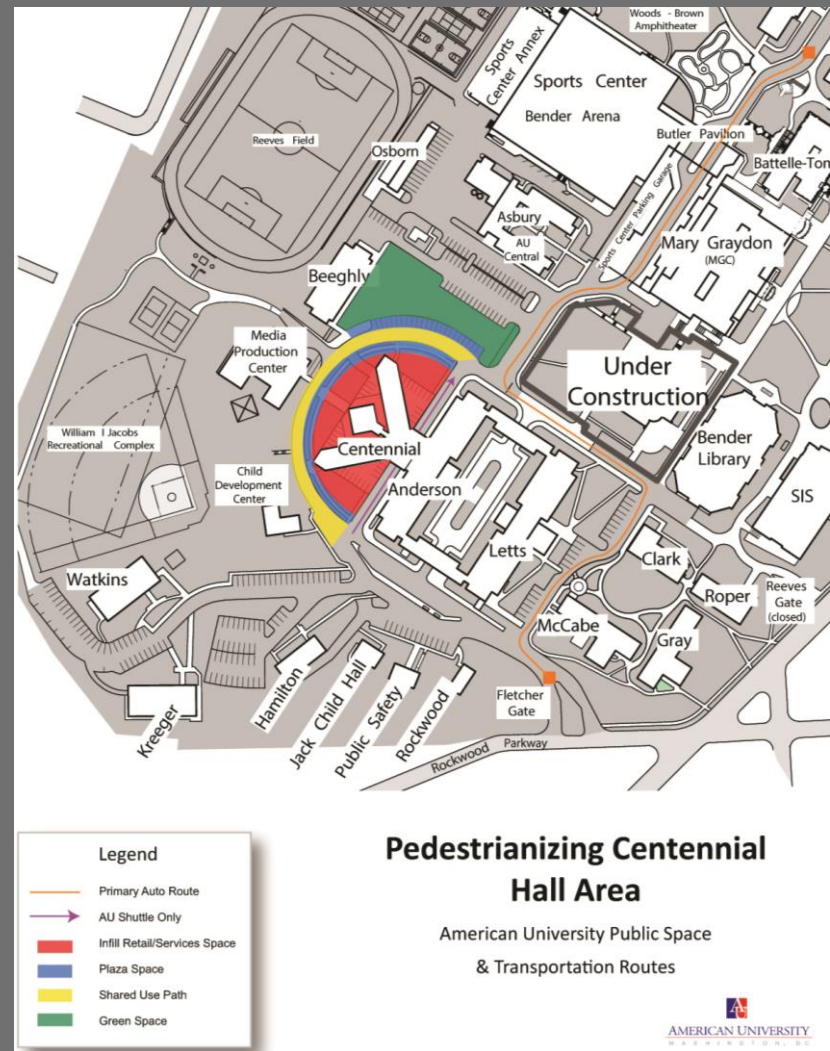 Woods - Brown
Amphitheater
Sports
Center Annex
Sports Center
Bender Arena
Reeves Field
Osborn
Butler Pavilion
Battelle-Tom
Asbury
AU
Central
Sports Center Parking Garage
Mary Graydon
(MGC)
Beeghly
Media
Production
Center
Under
Construction
William I Jacobs
Recreational Complex
Centennial
Bender
Library
Child
Development
Center
Anderson
SIS
Letts
Clark
Watkins
Roper
Reeves
Gate
(closed)
McCabe
Gray
Hamilton
Jack Child Hall
Public Safety
Rockwood
Kreeger
Fletcher
Gate
Rockwood Parkway
Legend
Primary Auto Route
AU Shuttle Only
Infill Retail/Services Space
Plaza Space
Shared Use Path
Green Space
Pedestrianizing Centennial
Hall Area
American University Public Space
& Transportation Routes
AU
AMERICAN UNIVERSITY
WASHINGTON, DC